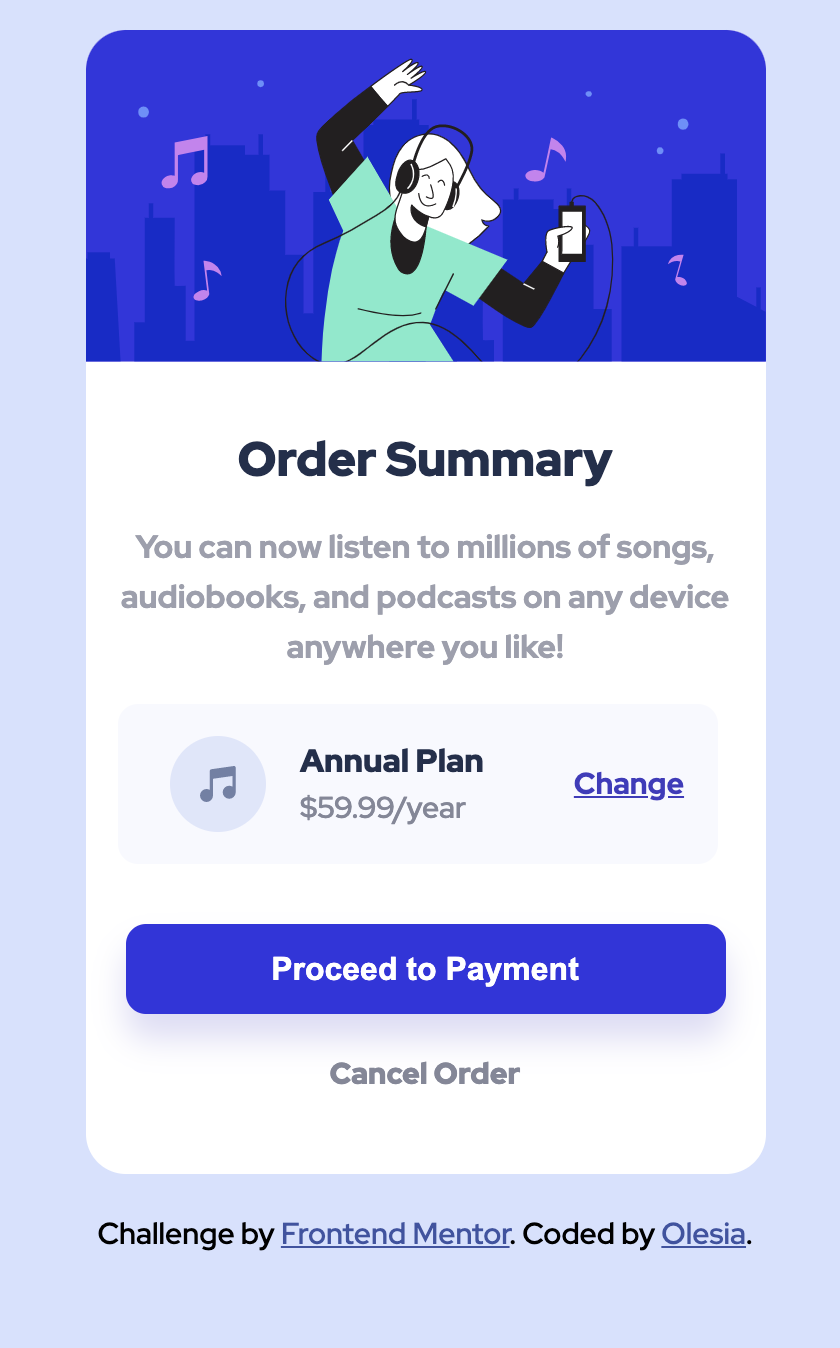 Order Summary
You can now listen to millions of songs,
audiobooks, and podcasts on any device
anywhere you like!
Annual Plan
$59.99/year
Change
Proceed to Payment
Cancel Order
Challenge by Frontend Mentor. Coded by Olesia.